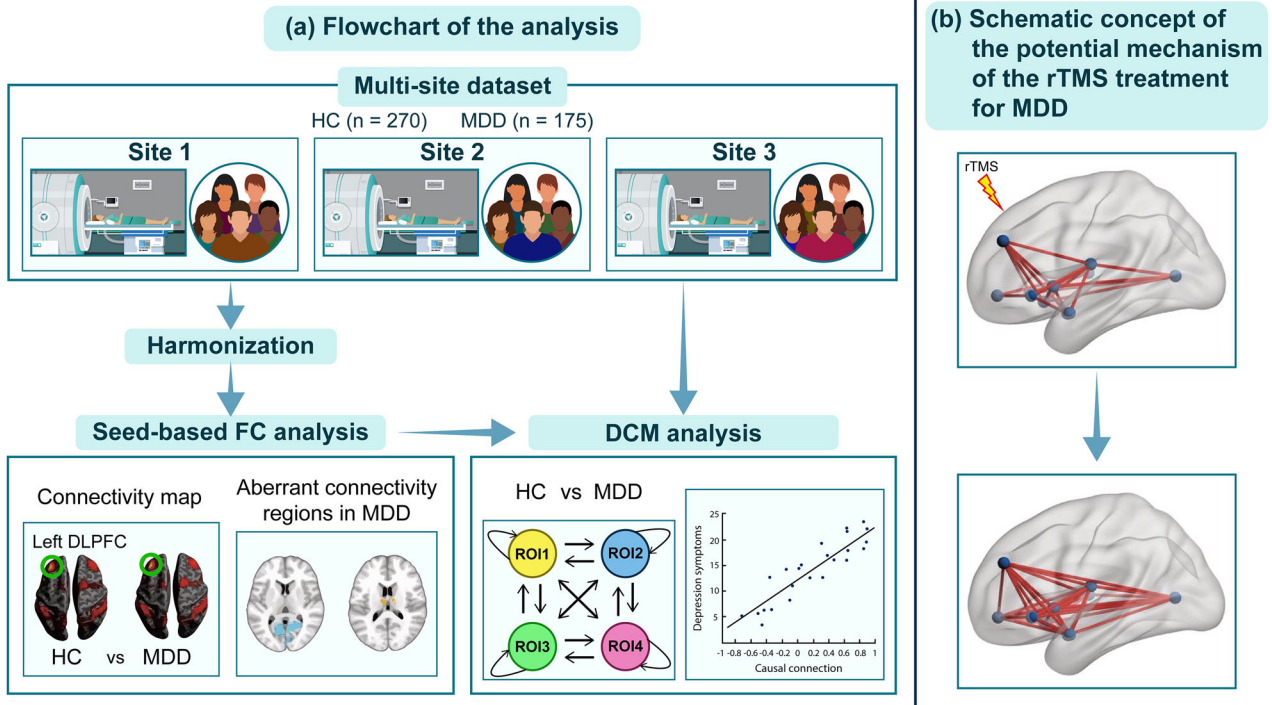 (a) Flowchart of the analysis
Multi-site dataset
HC (n = 270) MDD (n = 175)
Site 1
Site 2
Site 3
Harmonization
Seed-based FC analysis
DCM analysis
Connectivity map
Left DLPFC
HC vs MDD
Aberrant connectivity
regions in MDD
HC vs MDD
ROI1
ROI2
ROI3
ROI4
Depression symptoms
25
20
15
10
5
-1 -0.8 -0.6 -0.4 -0.2 0 0.2 0.4 0.6 0.8 1
Causal connection
(b) Schematic concept of
the potential mechanism
of the rTMS treatment
for MDD
rTMS